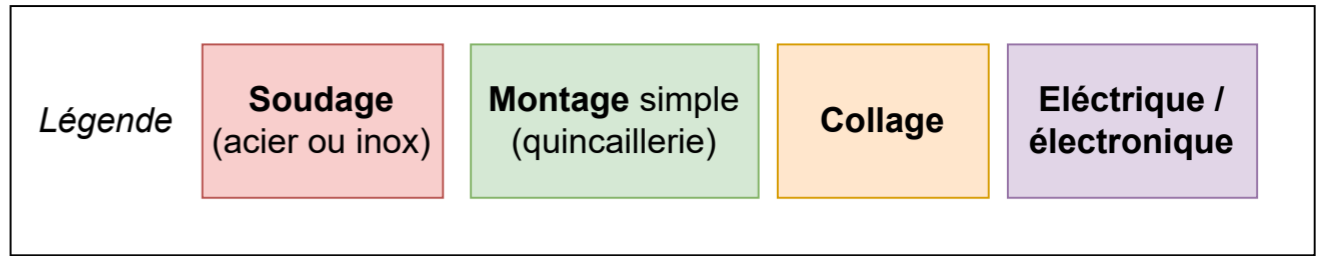 Légende
Soudage
(acier ou inox)
Montage simple
(quincaillerie)
Collage
Eléctrique /
électronique